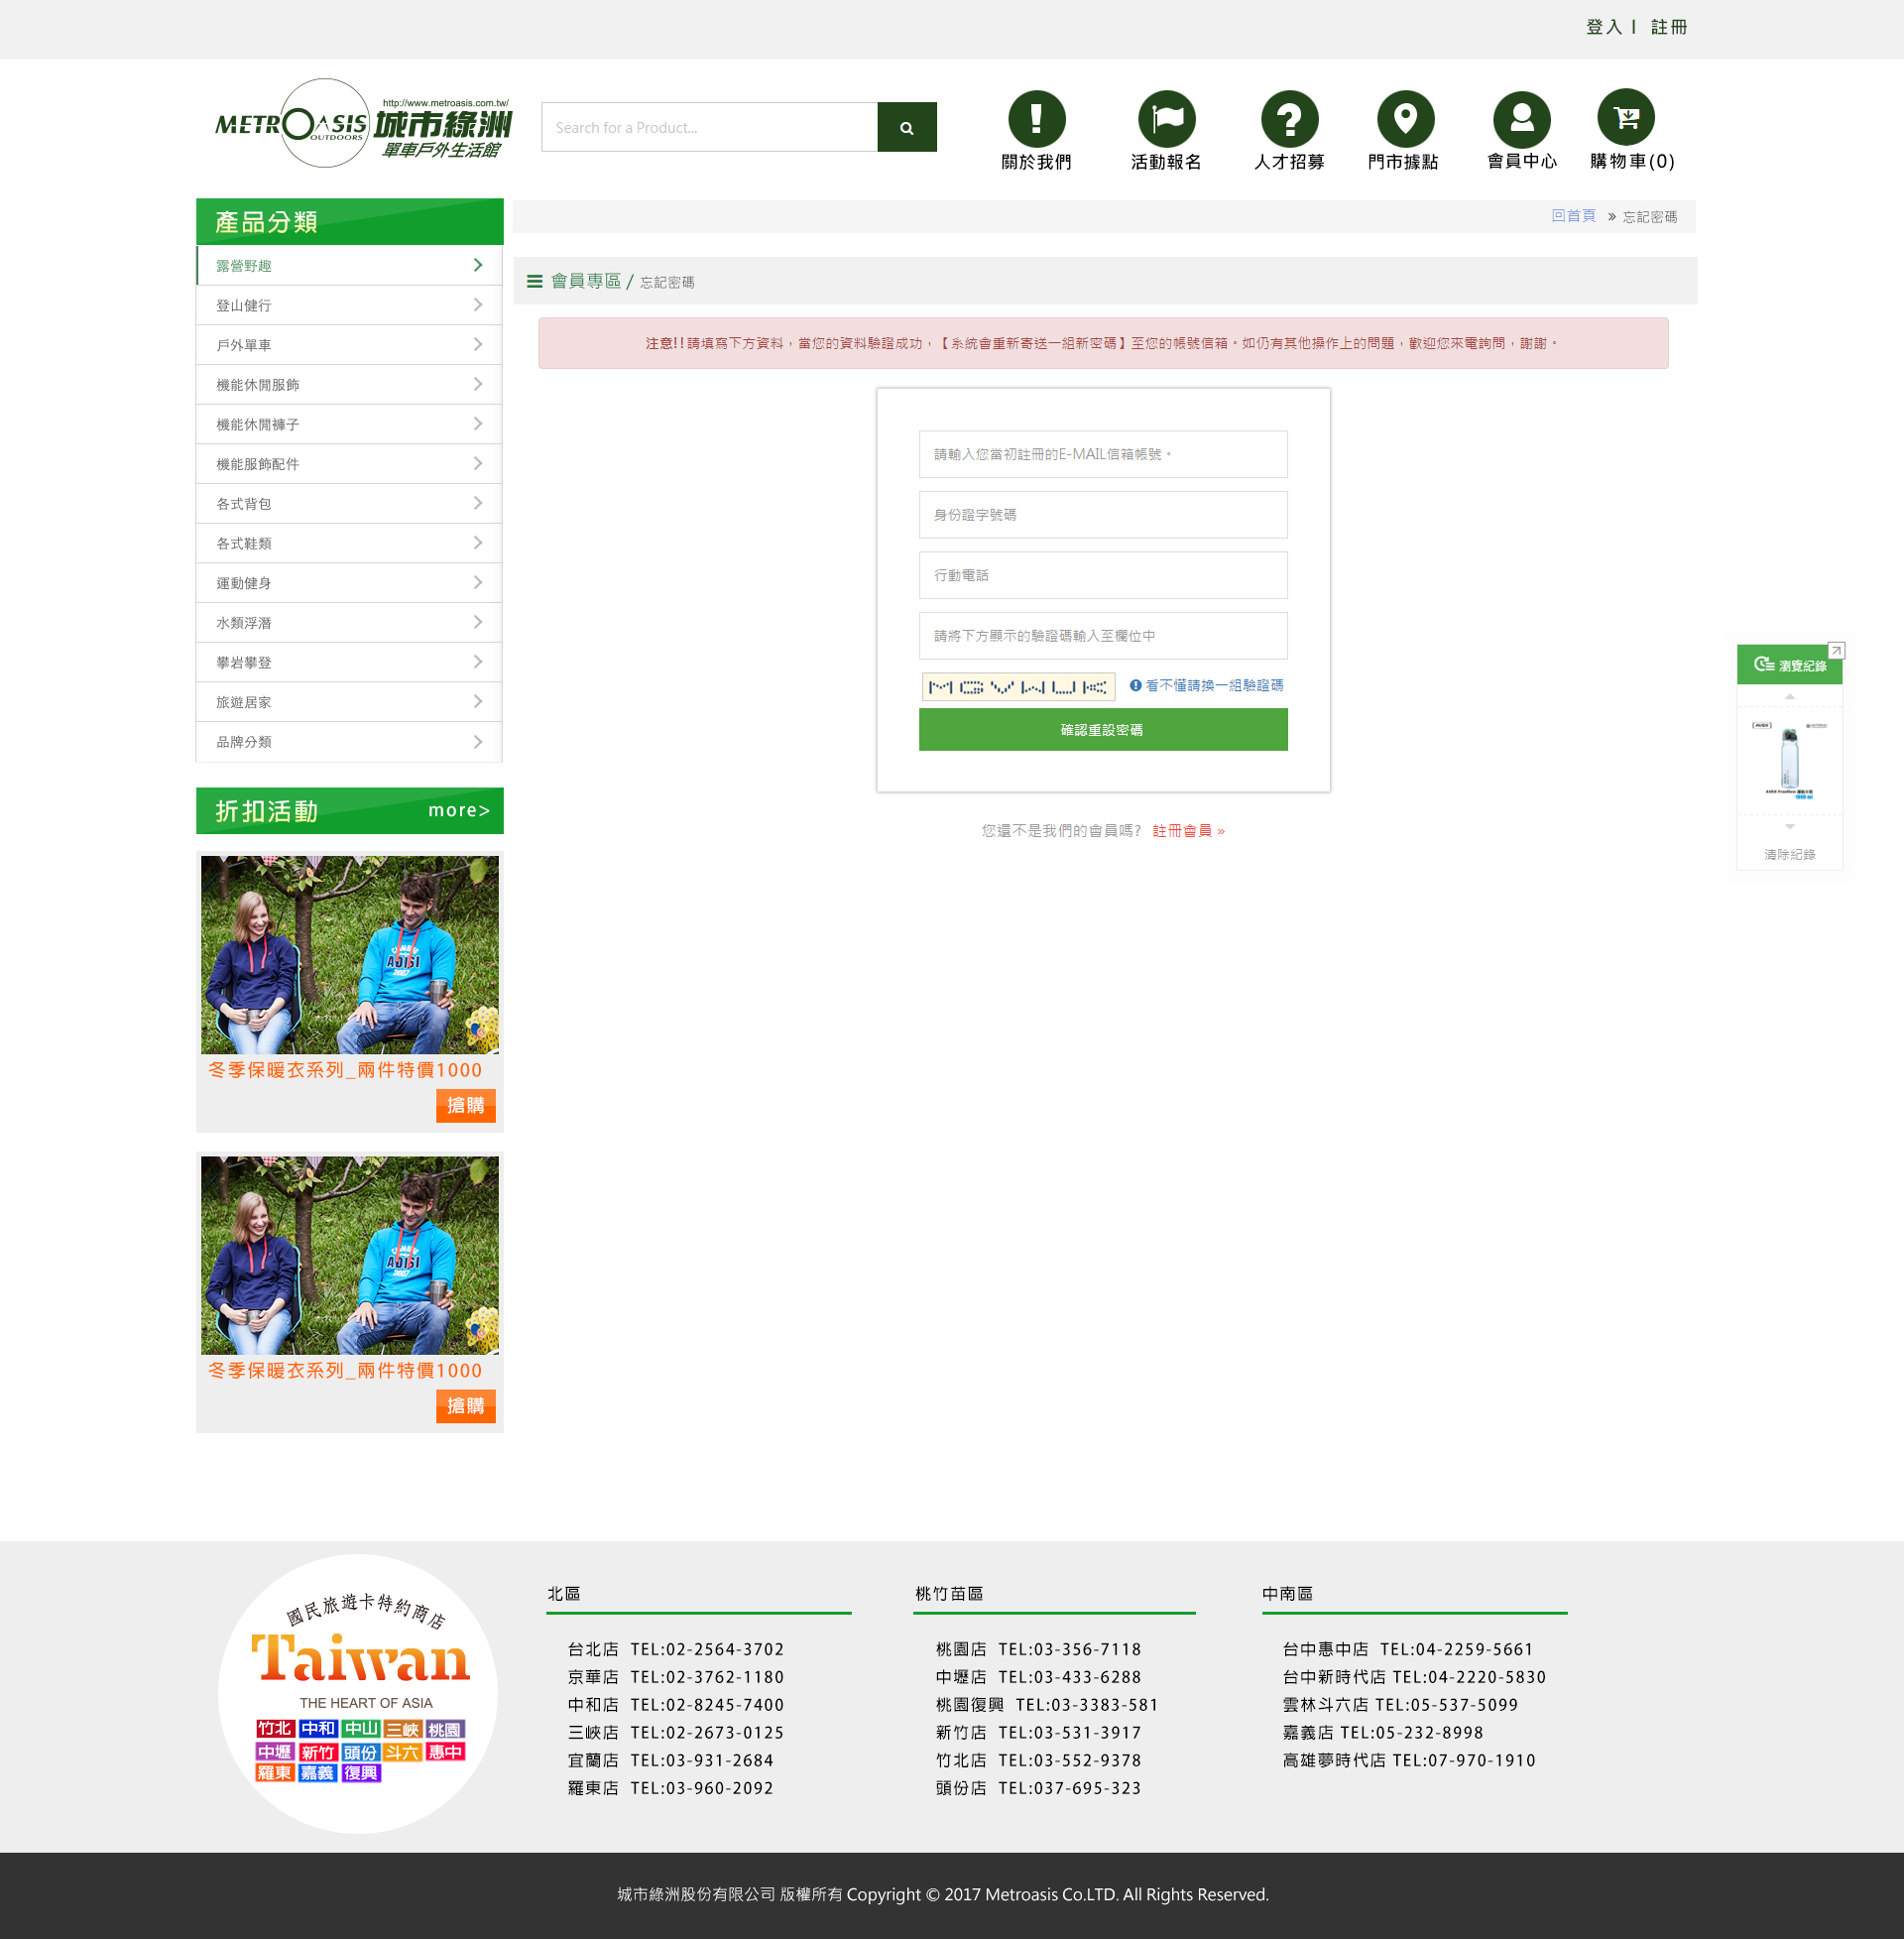 登入 | 註冊
METROASIS
OUTDOORS
http://www.metroasis.com.tw/
城市綠洲
單車戶外生活館
Search for a Product...
關於我們
活動報名
人才招募
門市據點
會員中心
購物車(0)
產品分類
露營野趣
登山健行
戶外單車
機能休閒服飾
機能休閒褲子
機能服飾配件
各式背包
各式鞋類
運動健身
水類浮潛
攀岩攀登
旅遊居家
品牌分類
回首頁 » 忘記密碼
會員專區 / 忘記密碼
注意!! 請填寫下方資料，當您的資料驗證成功，【系統會重新寄送一組新密碼】至您的帳號信箱。如仍有其他操作上的問題，歡迎您來電詢問，謝謝。
請輸入您當初註冊的E-MAIL信箱帳號。
身份證字號碼
行動電話
請將下方顯示的驗證碼輸入至欄位中
看不懂請換一組驗證碼
確認重設密碼
您還不是我們的會員嗎? 註冊會員 »
瀏覽紀錄
1000 ml
清除紀錄
折扣活動 more>
ADISI
2007
冬季保暖衣系列_兩件特價1000
搶購
ADISI
2007
冬季保暖衣系列_兩件特價1000
搶購
國民旅遊卡特約商店
Taiwan
THE HEART OF ASIA
竹北 中和 中山 三峽 桃園
中壢 新竹 頭份 斗六 惠中
羅東 嘉義 復興
北區
台北店 TEL:02-2564-3702
京華店 TEL:02-3762-1180
中和店 TEL:02-8245-7400
三峽店 TEL:02-2673-0125
宜蘭店 TEL:03-931-2684
羅東店 TEL:03-960-2092
桃竹苗區
桃園店 TEL:03-356-7118
中壢店 TEL:03-433-6288
桃園復興 TEL:03-3383-581
新竹店 TEL:03-531-3917
竹北店 TEL:03-552-9378
頭份店 TEL:037-695-323
中南區
台中惠中店 TEL:04-2259-5661
台中新時代店 TEL:04-2220-5830
雲林斗六店 TEL:05-537-5099
嘉義店 TEL:05-232-8998
高雄夢時代店 TEL:07-970-1910
城市綠洲股份有限公司 版權所有 Copyright © 2017 Metroasis Co.LTD. All Rights Reserved.